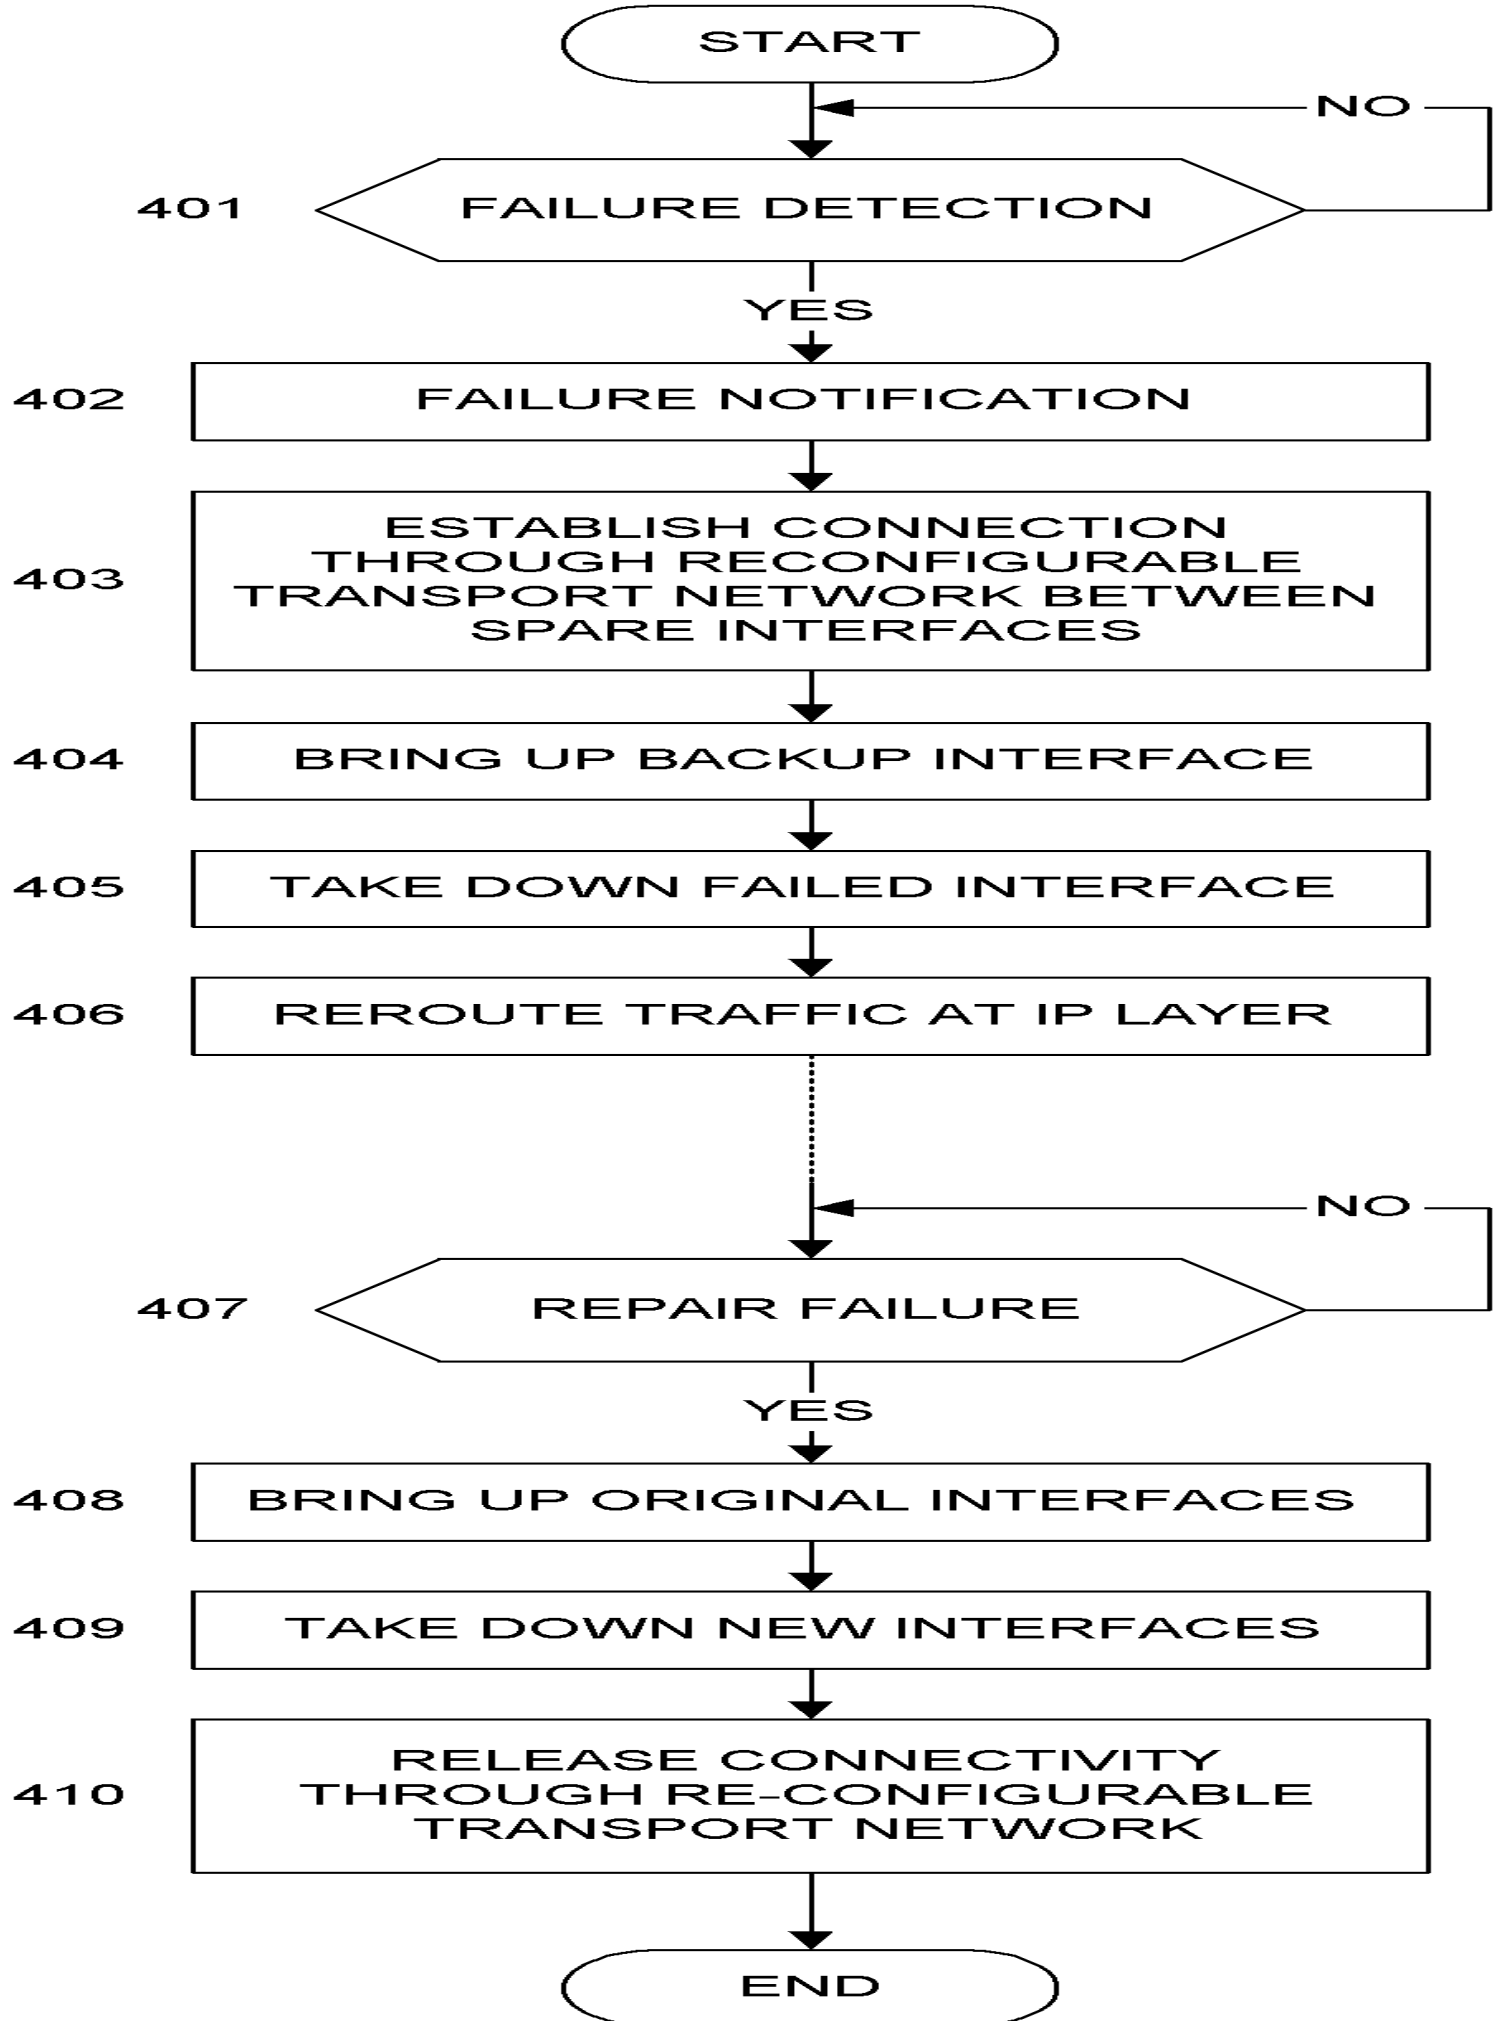 START
NO
401
FAILURE DETECTION
YES
402
FAILURE NOTIFICATION
403
ESTABLISH CONNECTION
THROUGH RECONFIGURABLE
TRANSPORT NETWORK BETWEEN
SPARE INTERFACES
404
BRING UP BACKUP INTERFACE
405
TAKE DOWN FAILED INTERFACE
406
REROUTE TRAFFIC AT IP LAYER
NO
407
REPAIR FAILURE
YES
408
BRING UP ORIGINAL INTERFACES
409
TAKE DOWN NEW INTERFACES
410
RELEASE CONNECTIVITY
THROUGH RE-CONFIGURABLE
TRANSPORT NETWORK
END